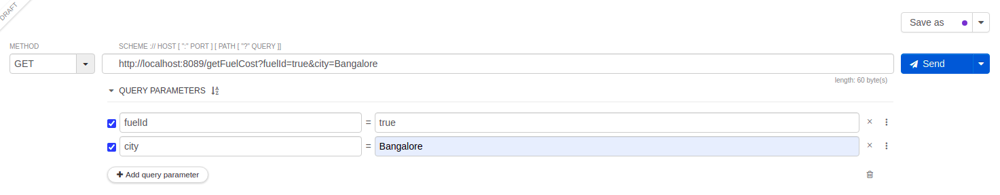 DRAFT
Save as
METHOD
SCHEME :// HOST [ ":" PORT ] [ PATH [ "?" QUERY ]]
GET
http://localhost:8089/getFuelCost?fuelId=true&city=Bangalore
Send
length: 60 byte(s)
QUERY PARAMETERS
fuelId = true
city = Bangalore
Add query parameter